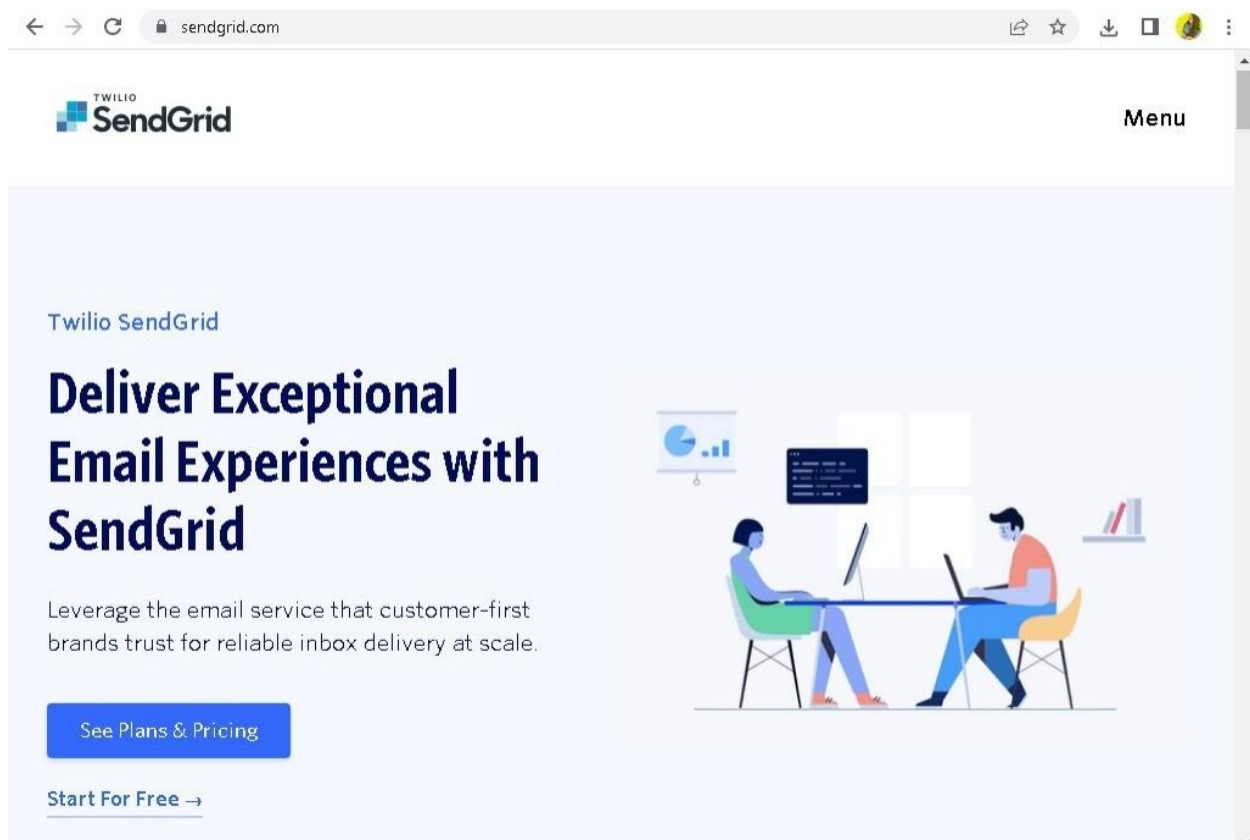 sendgrid.com
TWILIO
SendGrid
Menu
Twilio SendGrid
Deliver Exceptional
Email Experiences with
SendGrid
Leverage the email service that customer-first
brands trust for reliable inbox delivery at scale.
See Plans & Pricing
Start For Free →